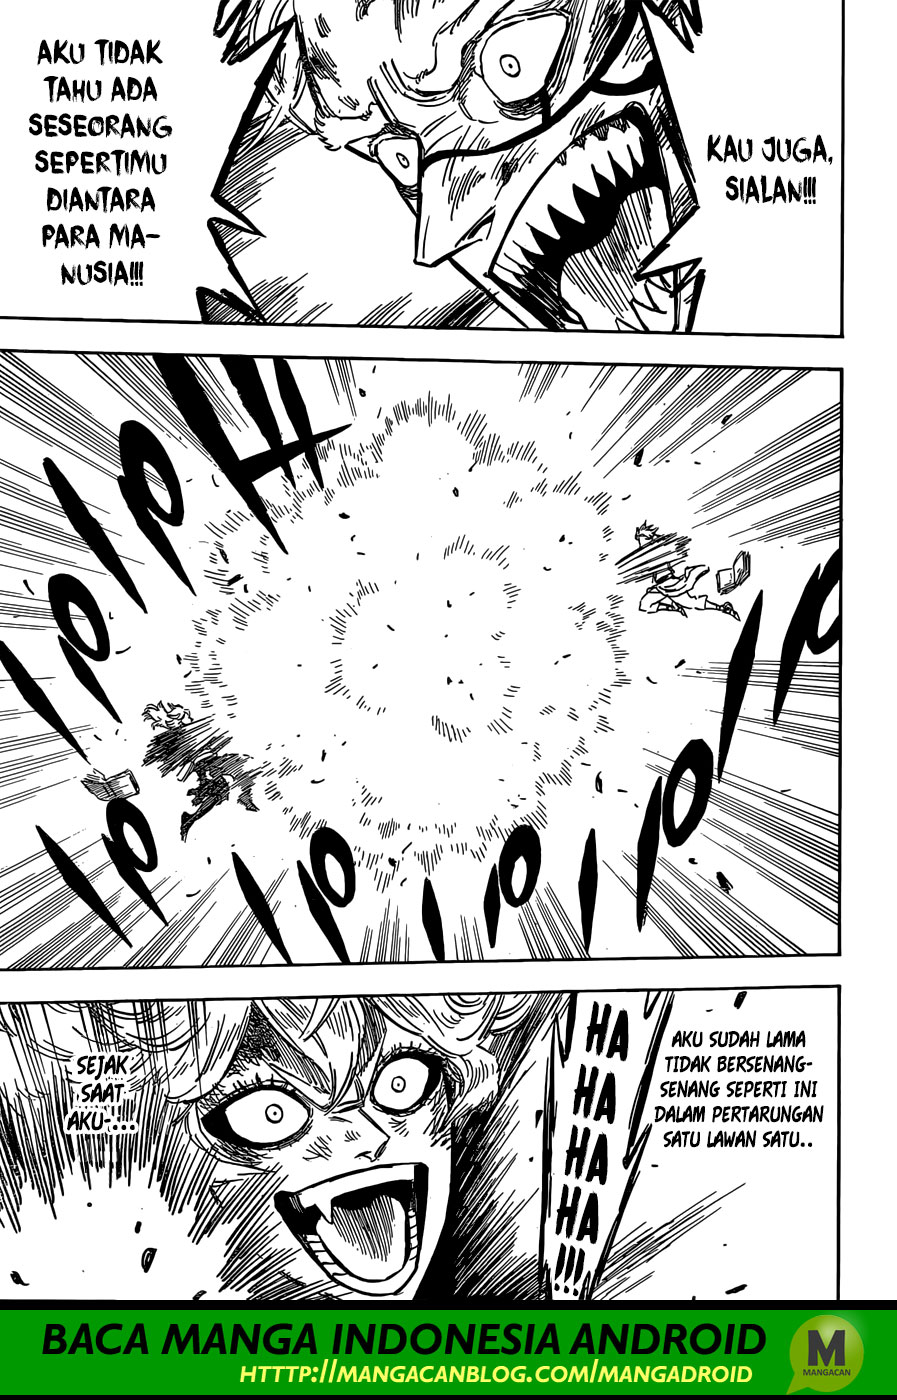 KAU JUGA,
SIALAN!!!
AKU TIDAK
TAHU ADA
SESEORANG
SEPERTIMU
DIANTARA
PARA MA-
NUSIA!!!
AKU SUDAH LAMA
TIDAK BERSENANG-
SENANG SEPERTI INI
DALAM PERTARUNGAN
SATU LAWAN SATU..
HA
HA
HA
HA!!!
SEJAK
SAAT
AKU-...
BACA MANGA INDONESIA ANDROID
HTTTP://MANGACANBLOG.COM/MANGADROID
M
MANGACAN